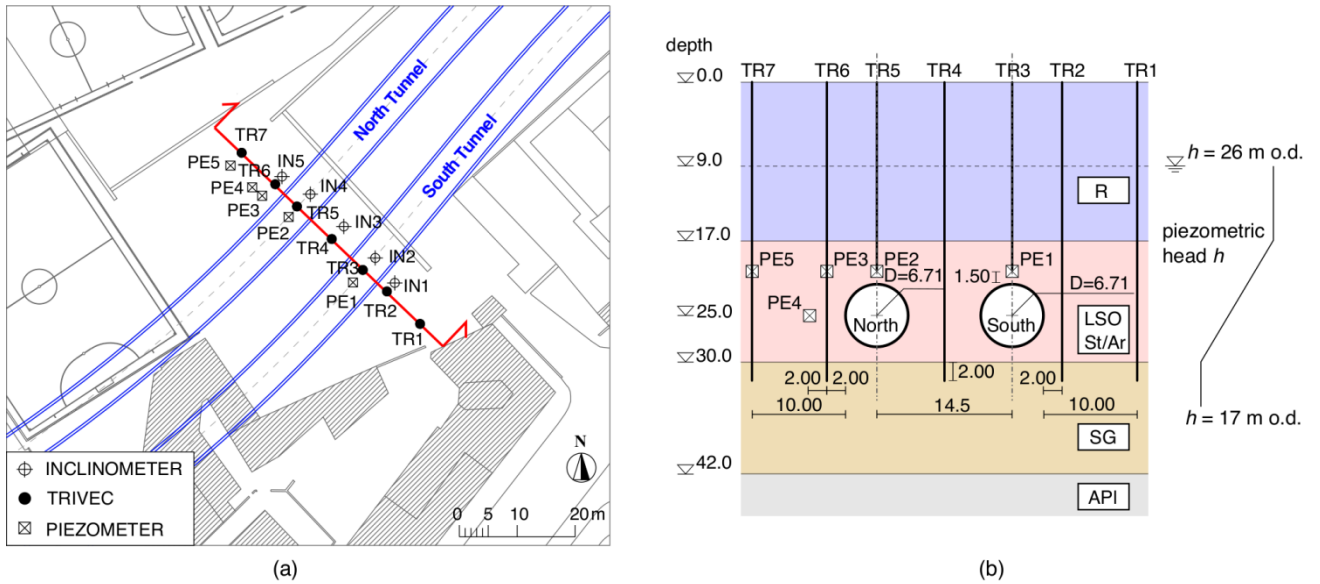 North Tunnel
South Tunnel
TR7
PE5
IN5
TR6
PE4
IN4
PE3
TR5
IN3
PE2
TR4
IN2
TR3
IN1
PE1
TR2
TR1
INCLINOMETER
TRIVEC
PIEZOMETER
N
0 5 10 20 m
(a)
depth
TR7 TR6 TR5 TR4 TR3 TR2 TR1
0.0
9.0
h = 26 m o.d.
R
17.0
piezometric
head h
PE5 PE3 PE2 PE1
D=6.71 1.50 D=6.71
PE4
25.0
North South
LSO
St/Ar
30.0
2.00
2.00 2.00 2.00
10.00 14.5 10.00
h = 17 m o.d.
SG
42.0
API
(b)